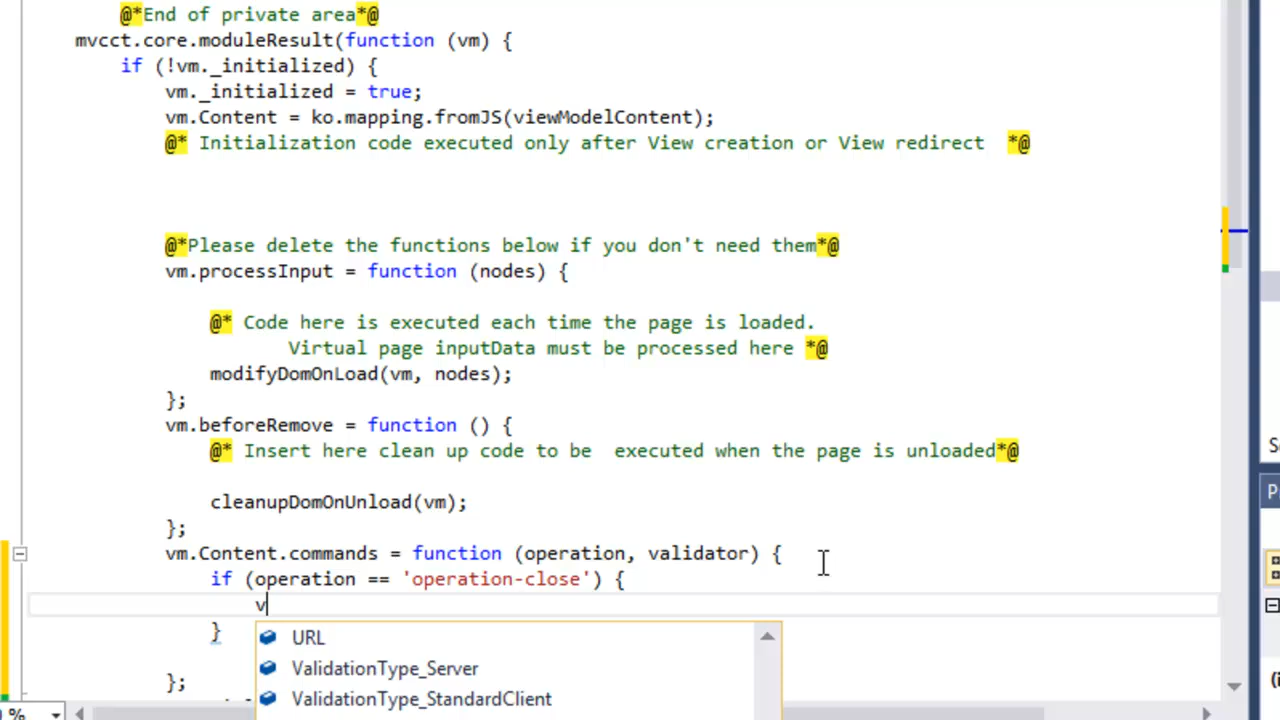 @*End of private area*@
mvcct.core.moduleResult(function (vm) {
if (!vm._initialized) {
vm._initialized = true;
vm.Content = ko.mapping.fromJS(viewModelContent);
@* Initialization code executed only after View creation or View redirect  *@
@*Please delete the functions below if you don't need them*@
vm.processInput = function (nodes) {
@* Code here is executed each time the page is loaded.
Virtual page inputData must be processed here *@
modifyDomOnLoad(vm, nodes);
};
vm.beforeRemove = function () {
@* Insert here clean up code to be  executed when the page is unloaded*@
cleanupDomOnUnload(vm);
};
vm.Content.commands = function (operation, validator) {
if (operation == 'operation-close') {
v
}
URL
ValidationType_Server
ValidationType_StandardClient
};
%